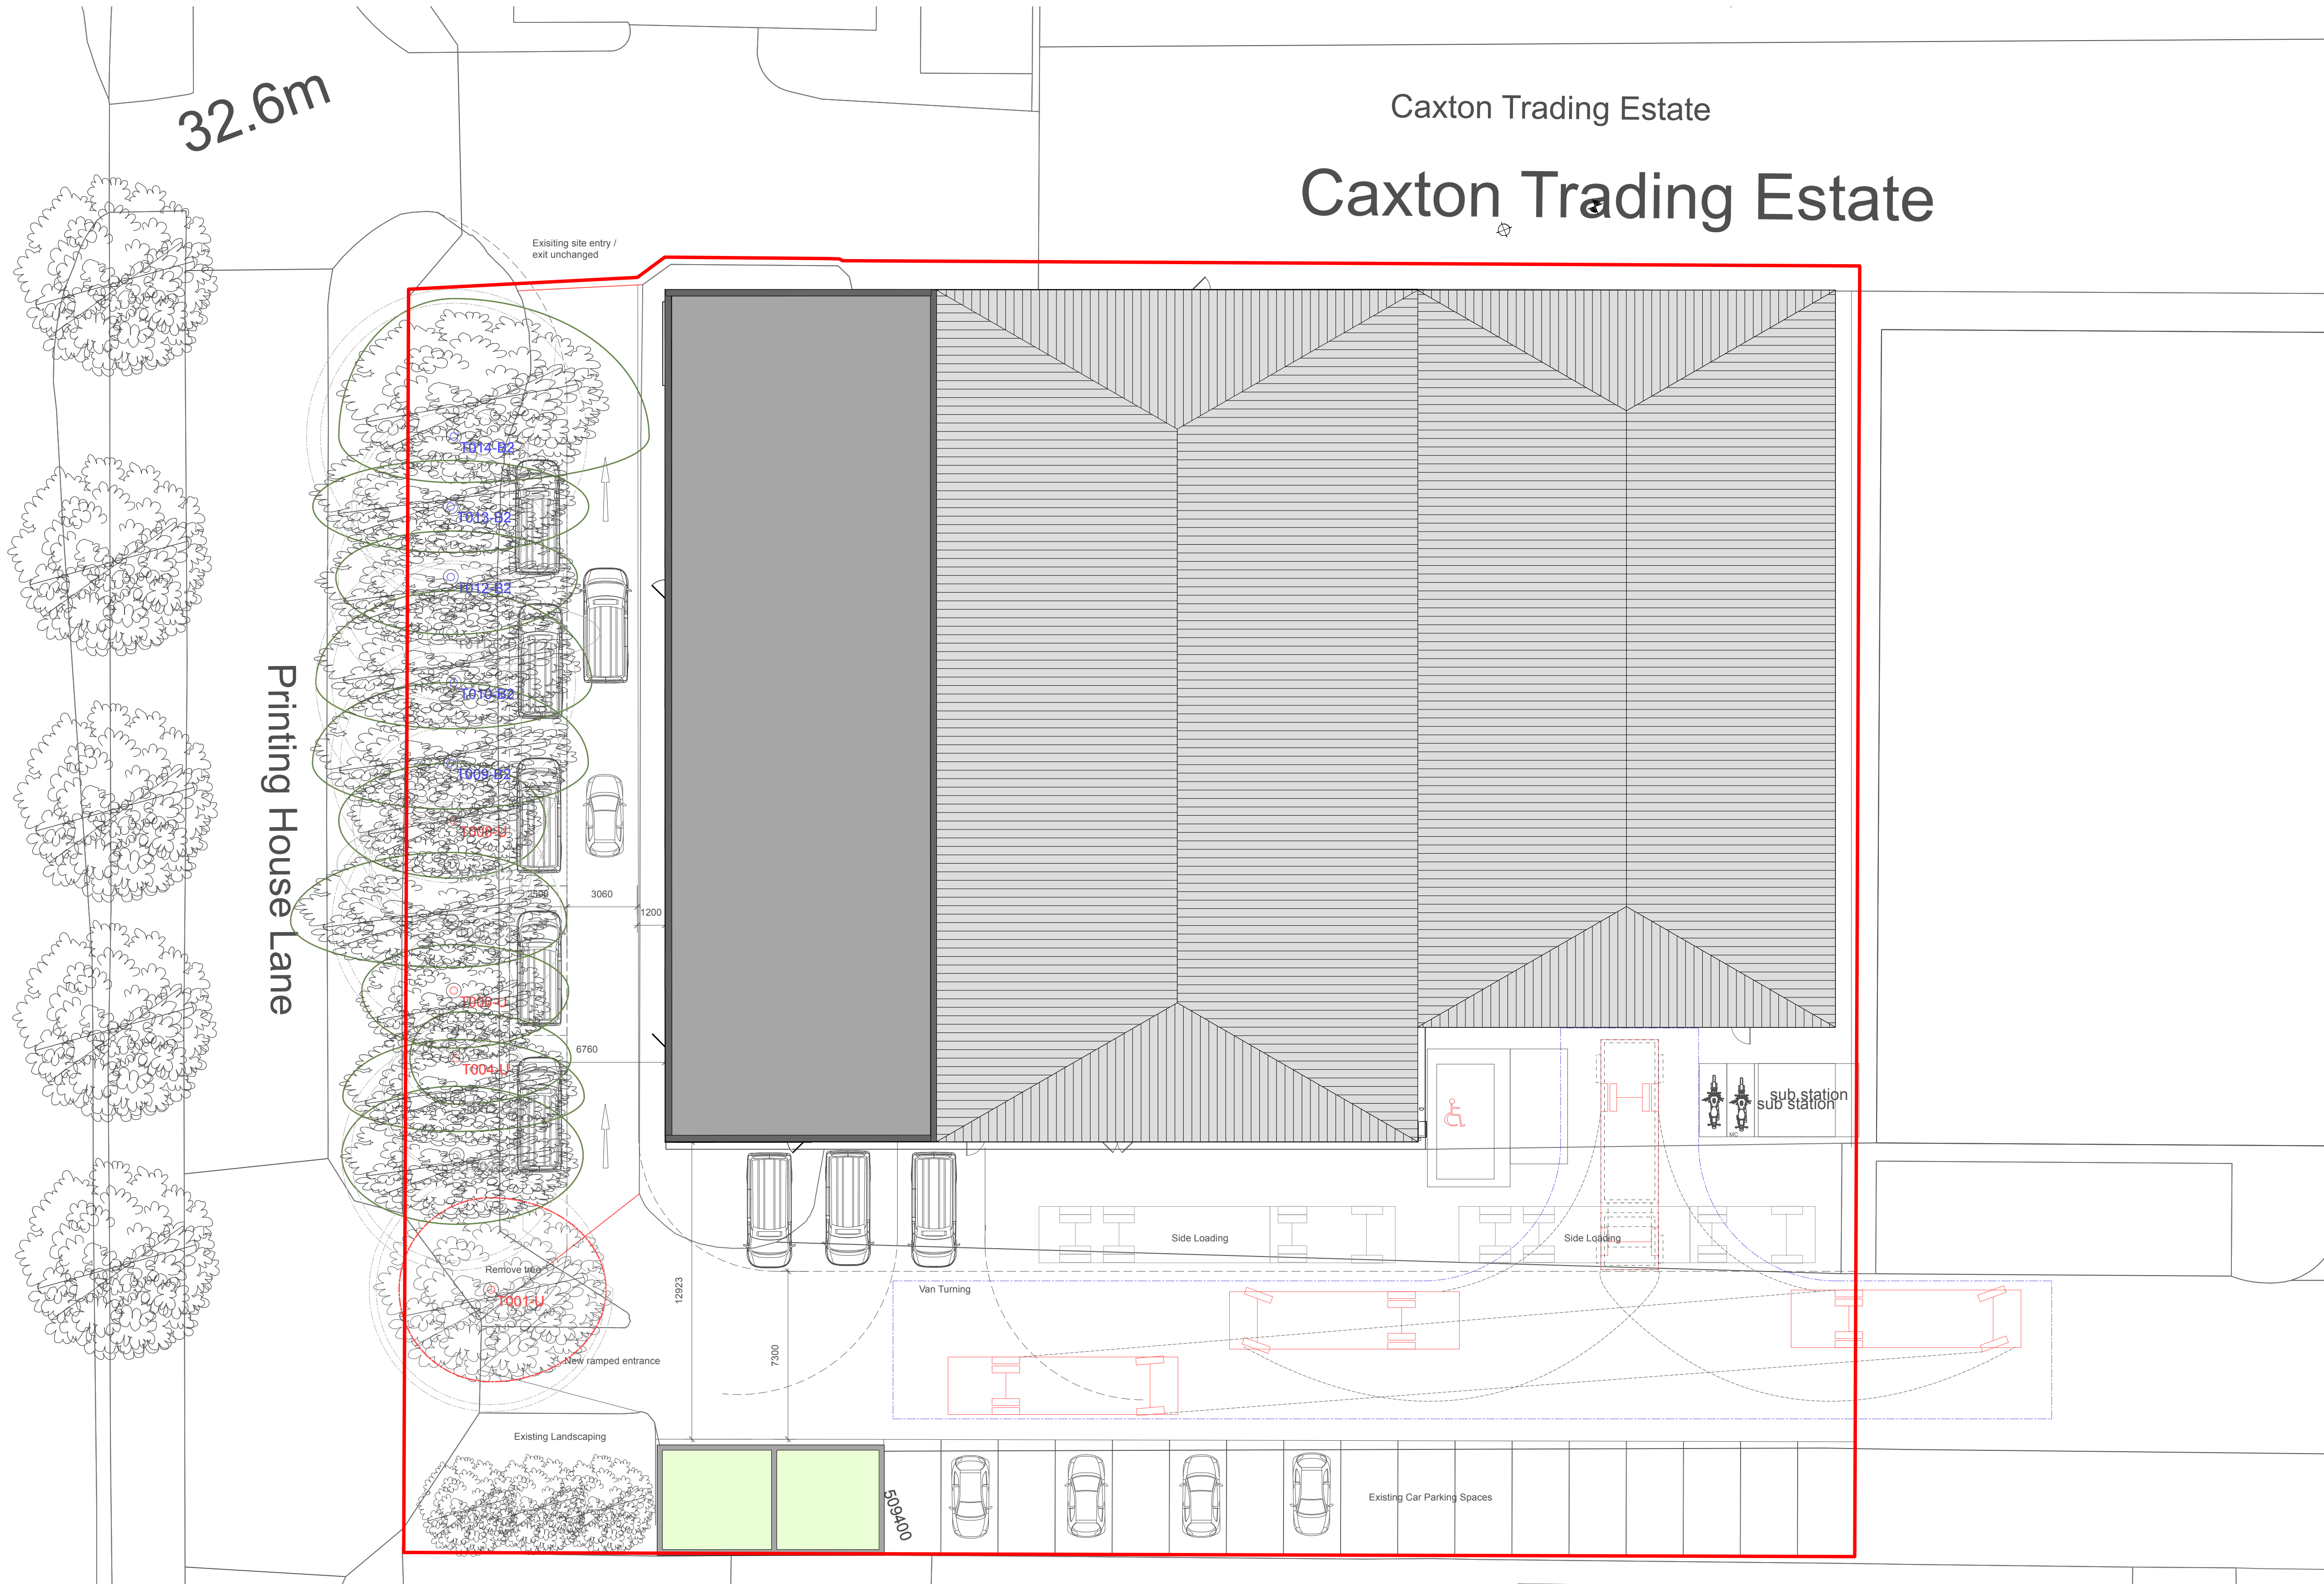 32.6m
Caxton Trading Estate
Caxton Trading Estate
Exisiting site entry /
exit unchanged
T014-B2
T013-B2
T012-B2
T010-B2
T009-B2
T008-U
Printing House Lane
2500
3060
1200
T006-U
6760
T004-U
sub station
sub station
MC
Side Loading
Side Loading
Remove tree
T001-U
Van Turning
12923
7300
New ramped entrance
Existing Landscaping
509400
Existing Car Parking Spaces